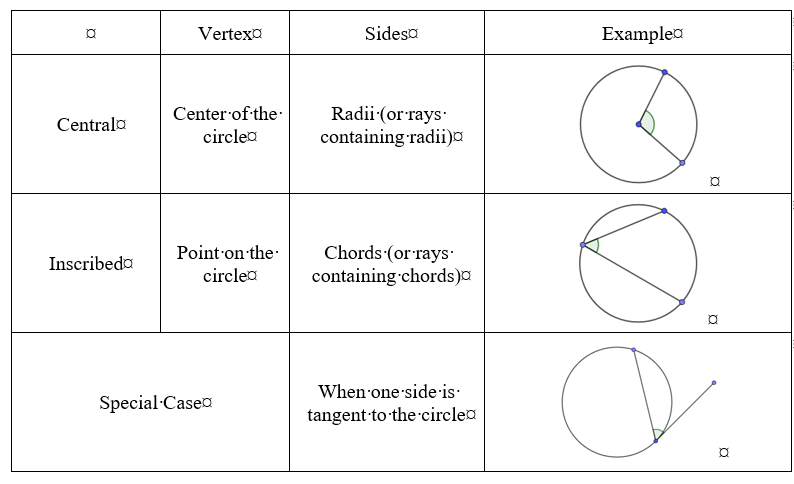 ¤ Vertex¤ Sides¤ Example¤
Central¤
Center·of·the·
circle¤
Radii·(or·rays·
containing·radii)¤
¤
Inscribed¤
Point·on·the·
circle¤
Chords·(or·rays·
containing·chords)¤
¤
Special·Case¤
When·one·side·is·
tangent·to·the·circle¤
¤